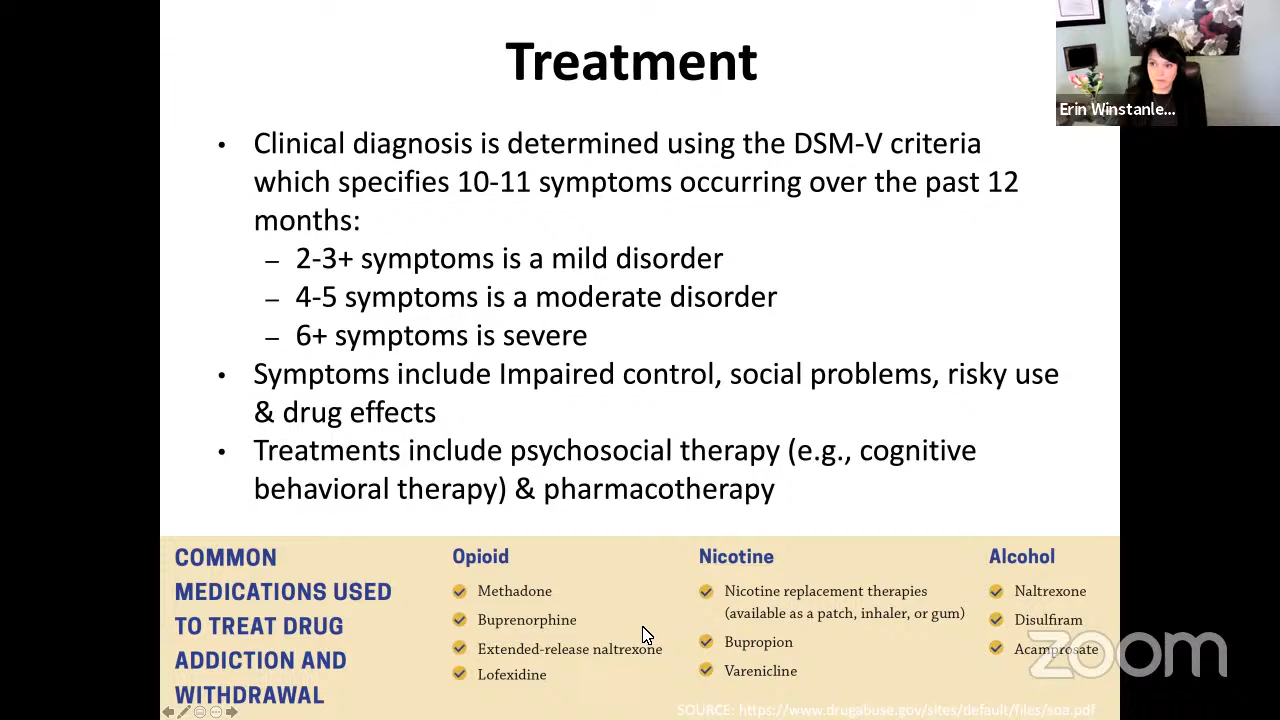 Treatment
Erin Winstanle...
• Clinical diagnosis is determined using the DSM-V criteria
which specifies 10-11 symptoms occurring over the past 12
months:
– 2-3+ symptoms is a mild disorder
– 4-5 symptoms is a moderate disorder
– 6+ symptoms is severe
• Symptoms include Impaired control, social problems, risky use
& drug effects
• Treatments include psychosocial therapy (e.g., cognitive
behavioral therapy) & pharmacotherapy
COMMON
MEDICATIONS USED
TO TREAT DRUG
ADDICTION AND
WITHDRAWAL
Opioid
Methadone
Buprenorphine
Extended-release naltrexone
Lofexidine
Nicotine
Nicotine replacement therapies
(available as a patch, inhaler, or gum)
Bupropion
Varenicline
Alcohol
Naltrexone
Disulfiram
Acamprosate
zoom
SOURCE: https://www.drugabuse.gov/sites/default/files/soa.pdf